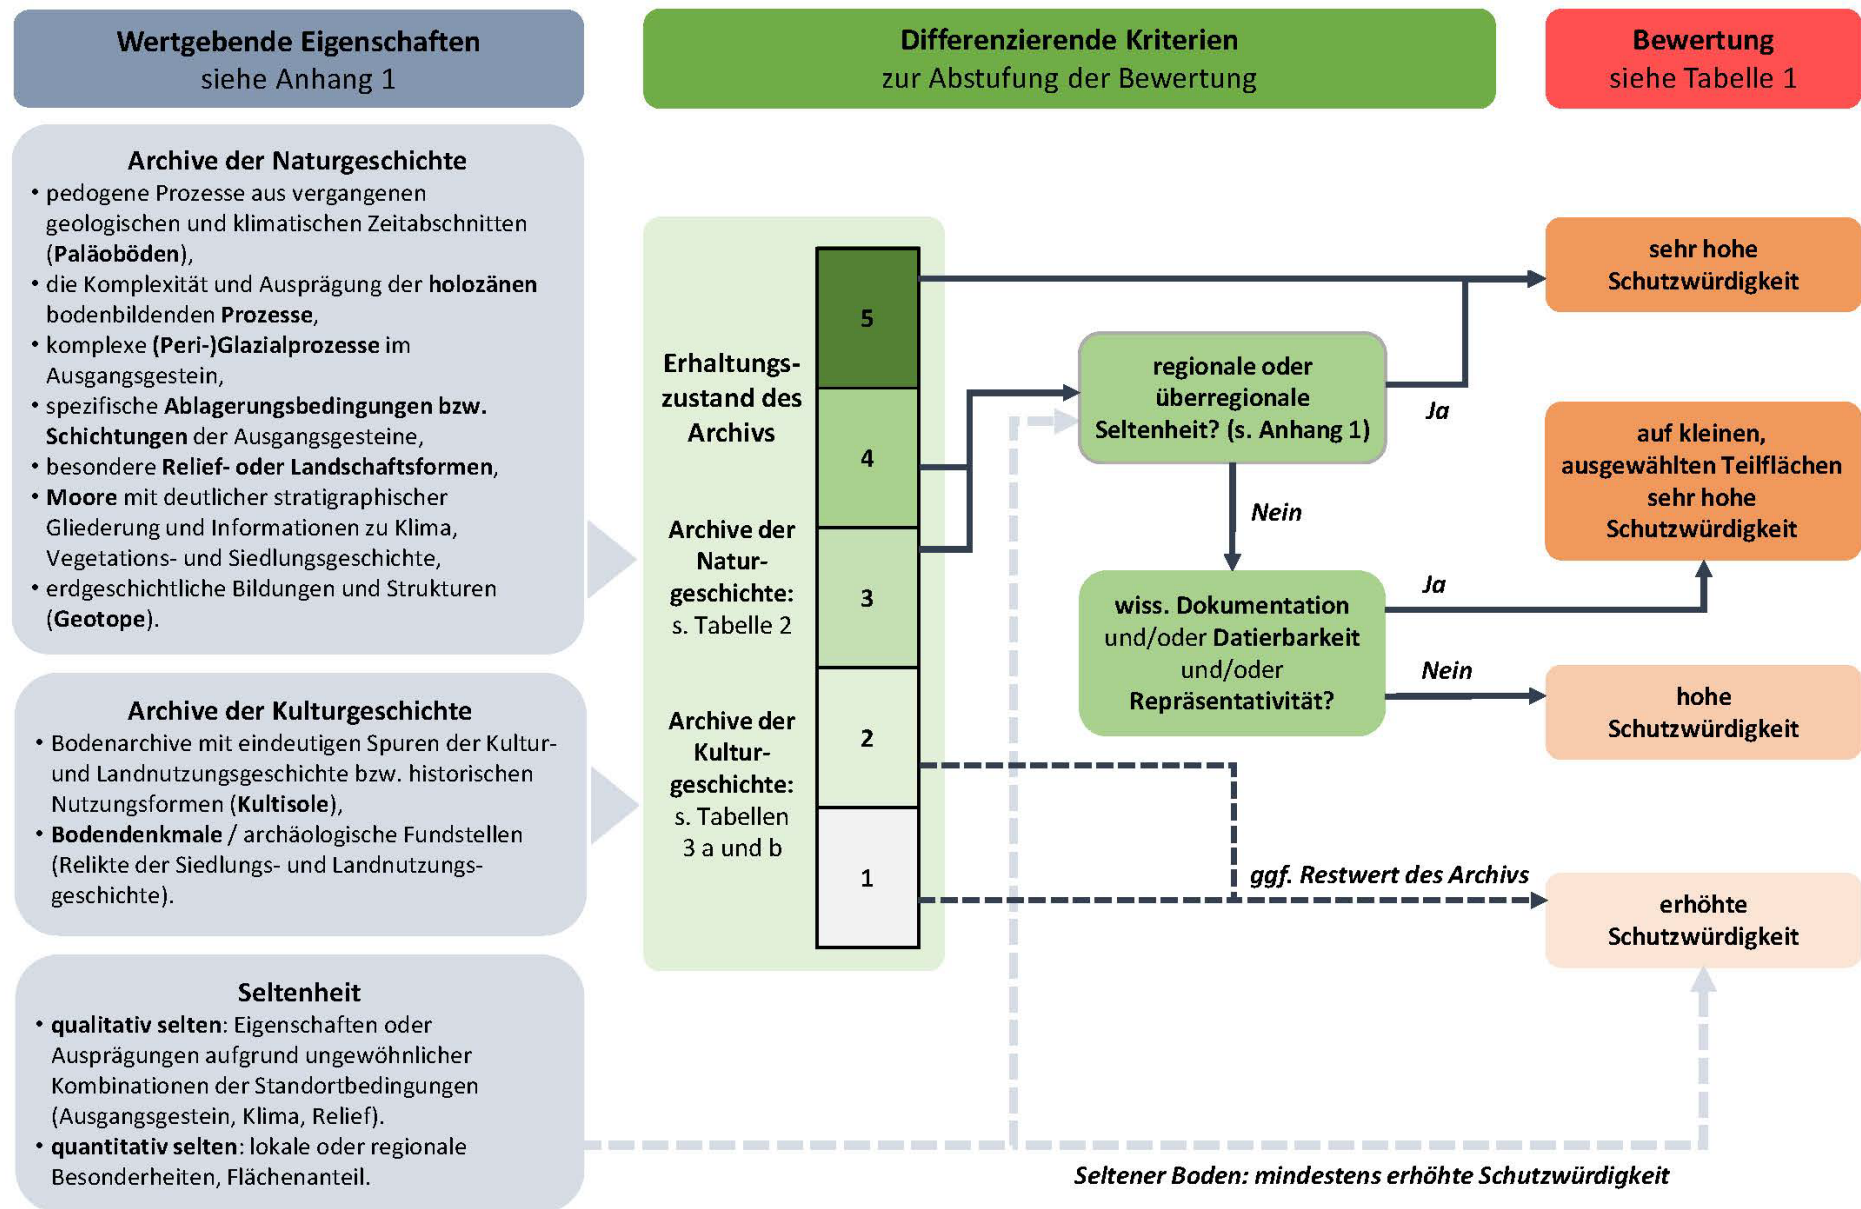 Wertgebende Eigenschaften
siehe Anhang 1
Differenzierende Kriterien
zur Abstufung der Bewertung
Bewertung
siehe Tabelle 1
Archive der Naturgeschichte
• pedogene Prozesse aus vergangenen
geologischen und klimatischen Zeitabschnitten
(Paläoböden),
• die Komplexität und Ausprägung der holozänen
bodenbildenden Prozesse,
• komplexe (Peri-)Glazialprozesse im
Ausgangsgestein,
• spezifische Ablagerungsbedingungen bzw.
Schichtungen der Ausgangsgesteine,
• besondere Relief- oder Landschaftsformen,
• Moore mit deutlicher stratigraphischer
Gliederung und Informationen zu Klima,
Vegetations- und Siedlungsgeschichte,
• erdgeschichtliche Bildungen und Strukturen
(Geotope).
Archive der Kulturgeschichte
• Bodenarchive mit eindeutigen Spuren der Kultur-
und Landnutzungsgeschichte bzw. historischen
Nutzungsformen (Kultisole),
• Bodendenkmale / archäologische Fundstellen
(Relikte der Siedlungs- und Landnutzungs-
geschichte).
Seltenheit
• qualitativ selten: Eigenschaften oder
Ausprägungen aufgrund ungewöhnlicher
Kombinationen der Standortbedingungen
(Ausgangsgestein, Klima, Relief).
• quantitativ selten: lokale oder regionale
Besonderheiten, Flächenanteil.
Erhaltungs-
zustand des
Archivs
Archive der
Natur-
geschichte:
s. Tabelle 2
Archive der
Kultur-
geschichte:
s. Tabellen
3 a und b
5
4
3
2
1
regionale oder
überregionale
Seltenheit? (s. Anhang 1)
Ja
Nein
wiss. Dokumentation
und/oder Datierbarkeit
und/oder
Repräsentativität?
Ja
Nein
ggf. Restwert des Archivs
Seltener Boden: mindestens erhöhte Schutzwürdigkeit
sehr hohe
Schutzwürdigkeit
auf kleinen,
ausgewählten Teilflächen
sehr hohe
Schutzwürdigkeit
hohe
Schutzwürdigkeit
erhöhte
Schutzwürdigkeit